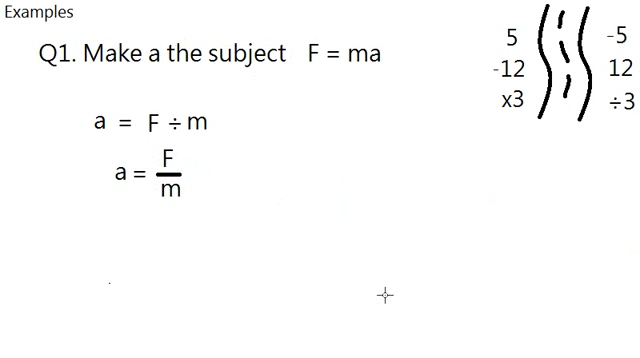 Examples
Q1. Make a the subject F = ma
5 -5
-12 12
x3 ÷3
a = F ÷ m
a = F
m